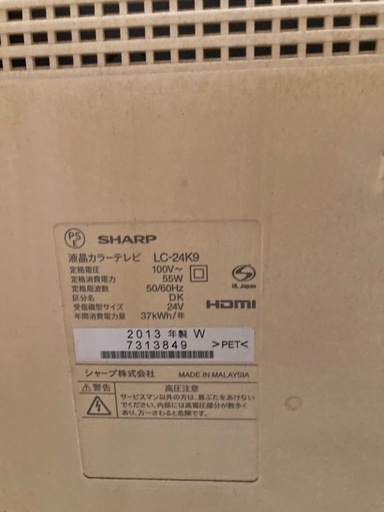 PS E SHARP
液晶カラーテレビ LC-24K9
定格電圧 100V~
定格消費電力 55W
定格周波数 50/60Hz
区分名 DK
受信機型サイズ 24V
年間消費電力量 37kWh/年
UL Japan
HDMI
2013 年製 W
7313849 >PET<
シャープ株式会社 MADE IN MALAYSIA
⚠警告 高圧注意
サービスマン以外の方は、裏ぶたをあけないで
ください。内部には高電圧部分が数多く
あり、万一さわると危険です。